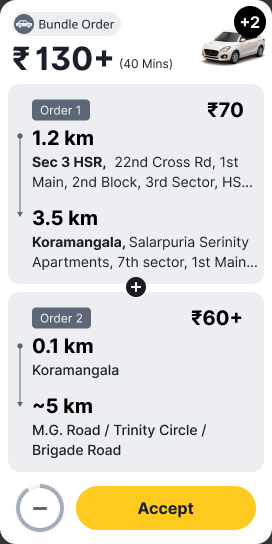 Bundle Order
+2
₹ 130+ (40 Mins)
Order 1
₹70
1.2 km
Sec 3 HSR, 22nd Cross Rd, 1st
Main, 2nd Block, 3rd Sector, HS...
3.5 km
Koramangala, Salarpuria Serinity
Apartments, 7th sector, 1st Main...
+
Order 2
₹60+
0.1 km
Koramangala
~5 km
M.G. Road / Trinity Circle /
Brigade Road
Accept